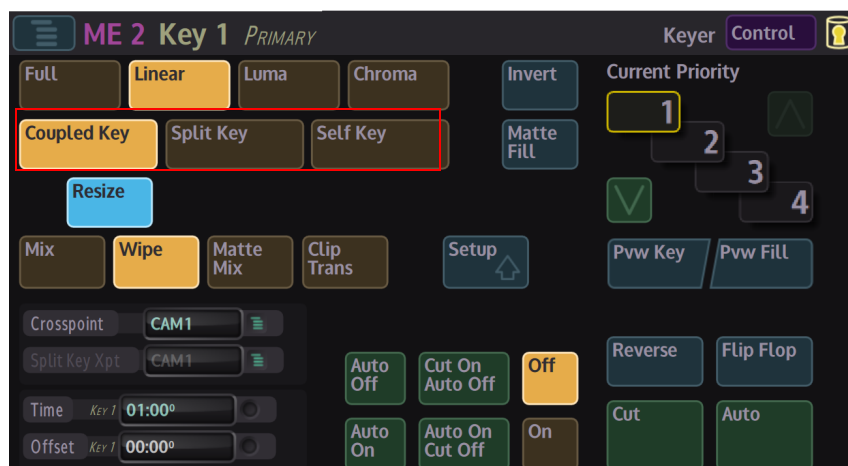 ME 2 Key 1 PRIMARY
Keyer Control
Full Linear Luma Chroma Invert
Current Priority
1
2
3
4
Coupled Key Split Key Self Key
Matte
Fill
Resize
Mix Wipe
Matte
Mix
Clip
Trans
Setup
Pvw Key Pvw Fill
Crosspoint CAM1
Split Key Xpt CAM1
Auto
Off
Cut On
Auto Off
Off
Reverse Flip Flop
Time KEY 1 01:00⁰
Offset KEY 1 00:00⁰
Auto
On
Auto On
Cut Off
On
Cut Auto